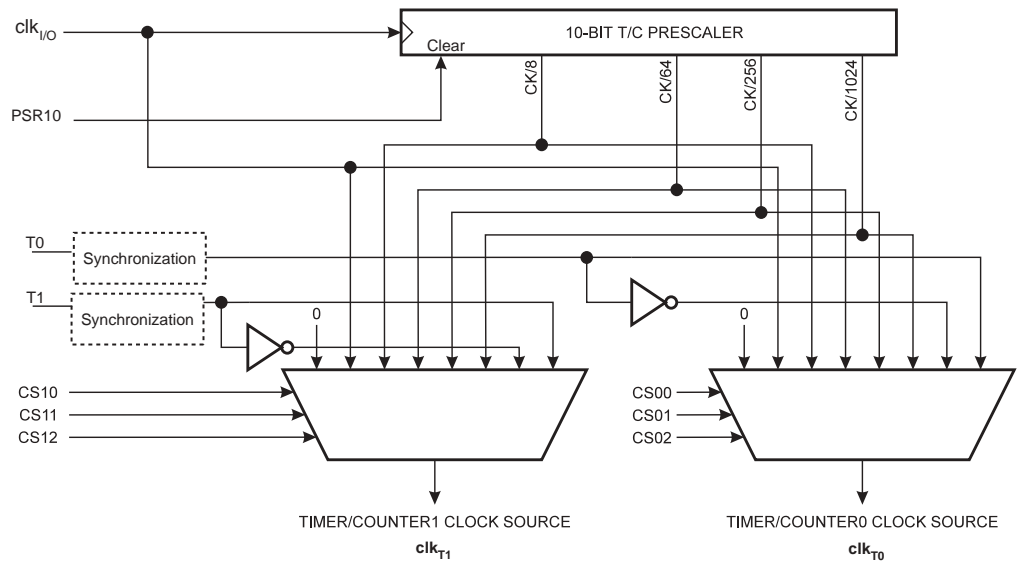 clkI/O
10-BIT T/C PRESCALER
Clear
CK/8
CK/64
CK/256
CK/1024
PSR10
T0
Synchronization
T1
Synchronization
0
0
CS10
CS11
CS12
CS00
CS01
CS02
TIMER/COUNTER1 CLOCK SOURCE
clkT1
TIMER/COUNTER0 CLOCK SOURCE
clkT0